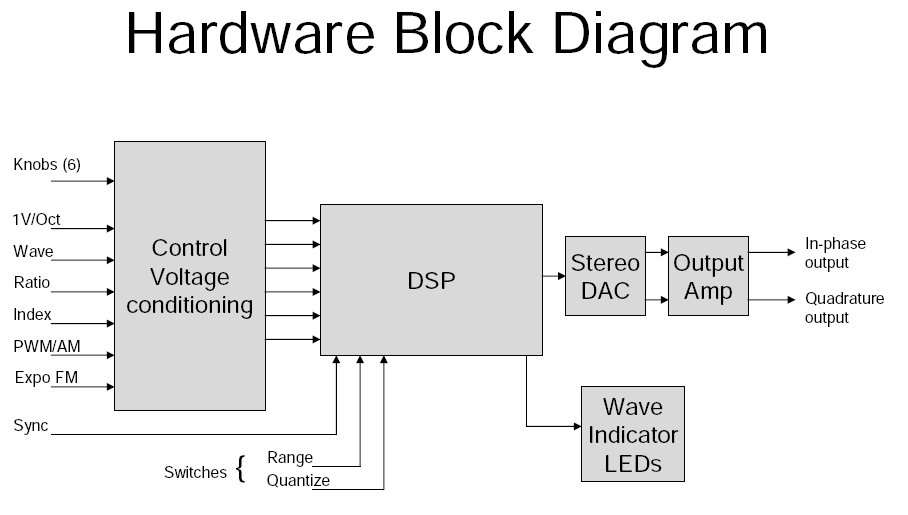 Hardware Block Diagram
Knobs (6)
1V/Oct
Wave
Ratio
Index
PWM/AM
Expo FM
Sync
Control
Voltage
conditioning
DSP
Stereo
DAC
Output
Amp
In-phase
output
Quadrature
output
Wave
Indicator
LEDs
Switches {
Range
Quantize